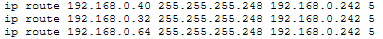 ip route 192.168.0.40 255.255.255.248 192.168.0.242 5
ip route 192.168.0.32 255.255.255.248 192.168.0.242 5
ip route 192.168.0.64 255.255.255.248 192.168.0.242 5